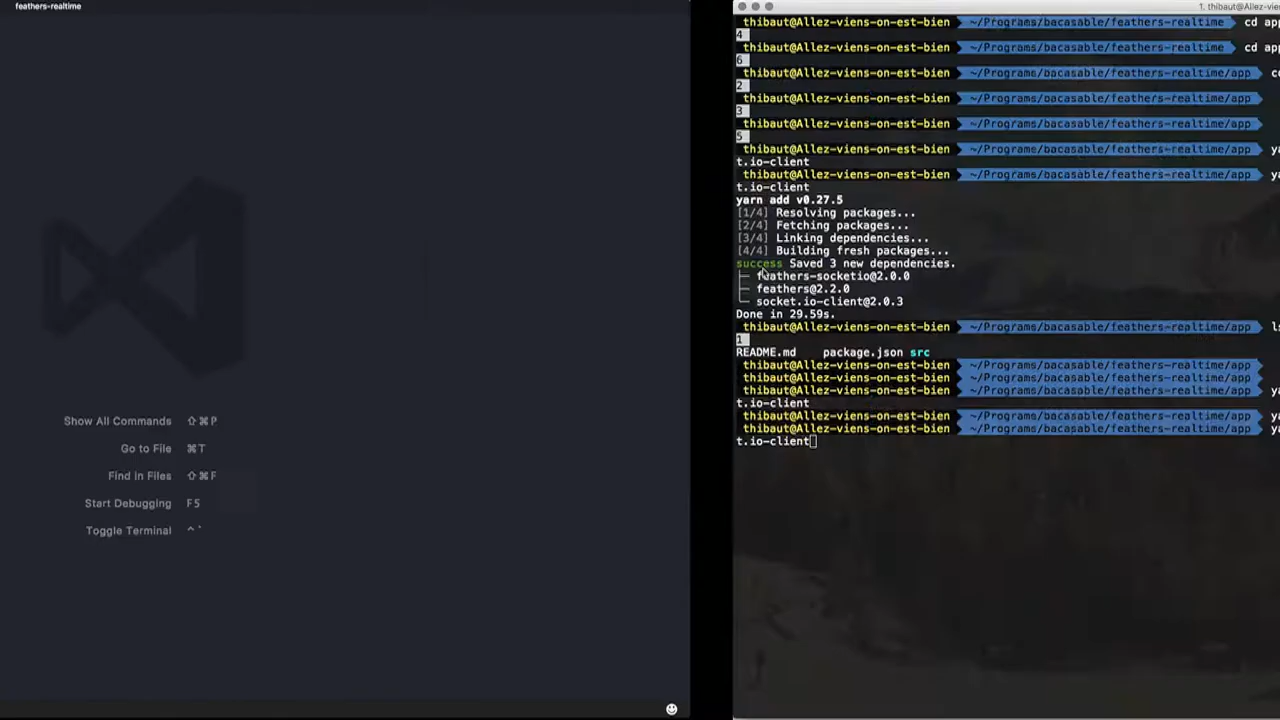 feathers-realtime
Show All Commands ⇧⌘P
Go to File ⌘T
Find in Files ⇧⌘F
Start Debugging F5
Toggle Terminal ^`
1. thibaut@Allez-vie
thibaut@Allez-viens-on-est-bien ~/Programs/bacasable/feathers-realtime cd app
4
thibaut@Allez-viens-on-est-bien ~/Programs/bacasable/feathers-realtime cd app
6
thibaut@Allez-viens-on-est-bien ~/Programs/bacasable/feathers-realtime/app
2
thibaut@Allez-viens-on-est-bien ~/Programs/bacasable/feathers-realtime/app
3
thibaut@Allez-viens-on-est-bien ~/Programs/bacasable/feathers-realtime/app
5
thibaut@Allez-viens-on-est-bien ~/Programs/bacasable/feathers-realtime/app ya
t.io-client
thibaut@Allez-viens-on-est-bien ~/Programs/bacasable/feathers-realtime/app ya
t.io-client
yarn add v0.27.5
[1/4] Resolving packages...
[2/4] Fetching packages...
[3/4] Linking dependencies...
[4/4] Building fresh packages...
success Saved 3 new dependencies.
├─ feathers-socketio@2.0.0
├─ feathers@2.2.0
└─ socket.io-client@2.0.3
Done in 29.59s.
thibaut@Allez-viens-on-est-bien ~/Programs/bacasable/feathers-realtime/app ls
1
README.md package.json src
thibaut@Allez-viens-on-est-bien ~/Programs/bacasable/feathers-realtime/app
thibaut@Allez-viens-on-est-bien ~/Programs/bacasable/feathers-realtime/app
thibaut@Allez-viens-on-est-bien ~/Programs/bacasable/feathers-realtime/app ya
t.io-client
thibaut@Allez-viens-on-est-bien ~/Programs/bacasable/feathers-realtime/app ya
thibaut@Allez-viens-on-est-bien ~/Programs/bacasable/feathers-realtime/app ya
t.io-client